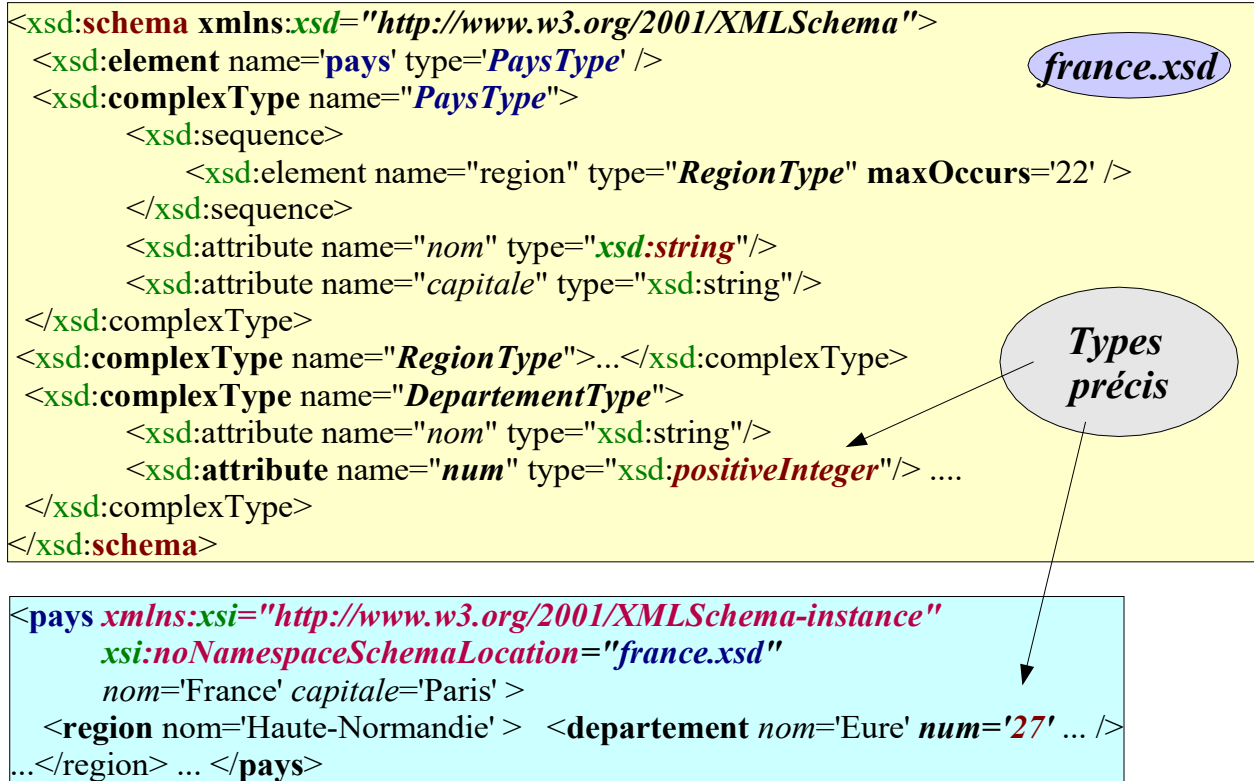 <xsd:schema xmlns:xsd="http://www.w3.org/2001/XMLSchema">
<xsd:element name='pays' type='PaysType' />
france.xsd
<xsd:complexType name="PaysType">
<xsd:sequence>
<xsd:element name="region" type="RegionType" maxOccurs='22' />
</xsd:sequence>
<xsd:attribute name="nom" type="xsd:string"/>
<xsd:attribute name="capitale" type="xsd:string"/>
</xsd:complexType>
Types
précis
<xsd:complexType name="RegionType">...</xsd:complexType>
<xsd:complexType name="DepartementType">
<xsd:attribute name="nom" type="xsd:string"/>
<xsd:attribute name="num" type="xsd:positiveInteger"/> ....
</xsd:complexType>
</xsd:schema>
<pays xmlns:xsi="http://www.w3.org/2001/XMLSchema-instance"
xsi:noNamespaceSchemaLocation="france.xsd"
nom='France' capitale='Paris' >
<region nom='Haute-Normandie' > <departement nom='Eure' num='27' ... />
...</region> ... </pays>